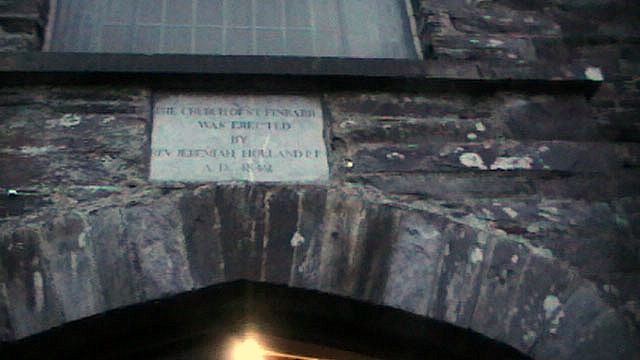 THE CHURCH OF ST FINBARR
WAS ERECTED
BY
REV JEREMIAH HOLLAND P.P.
A.D.